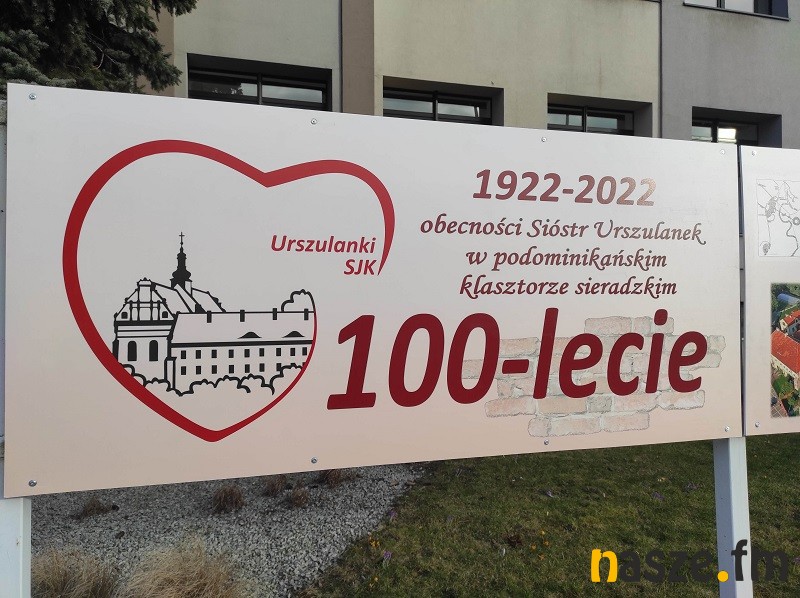 Urszulanki
SJK
1922-2022
obecności Sióstr Urszulanek
w podominikańskim
klasztorze sieradzkim
100-lecie
nasze.fm